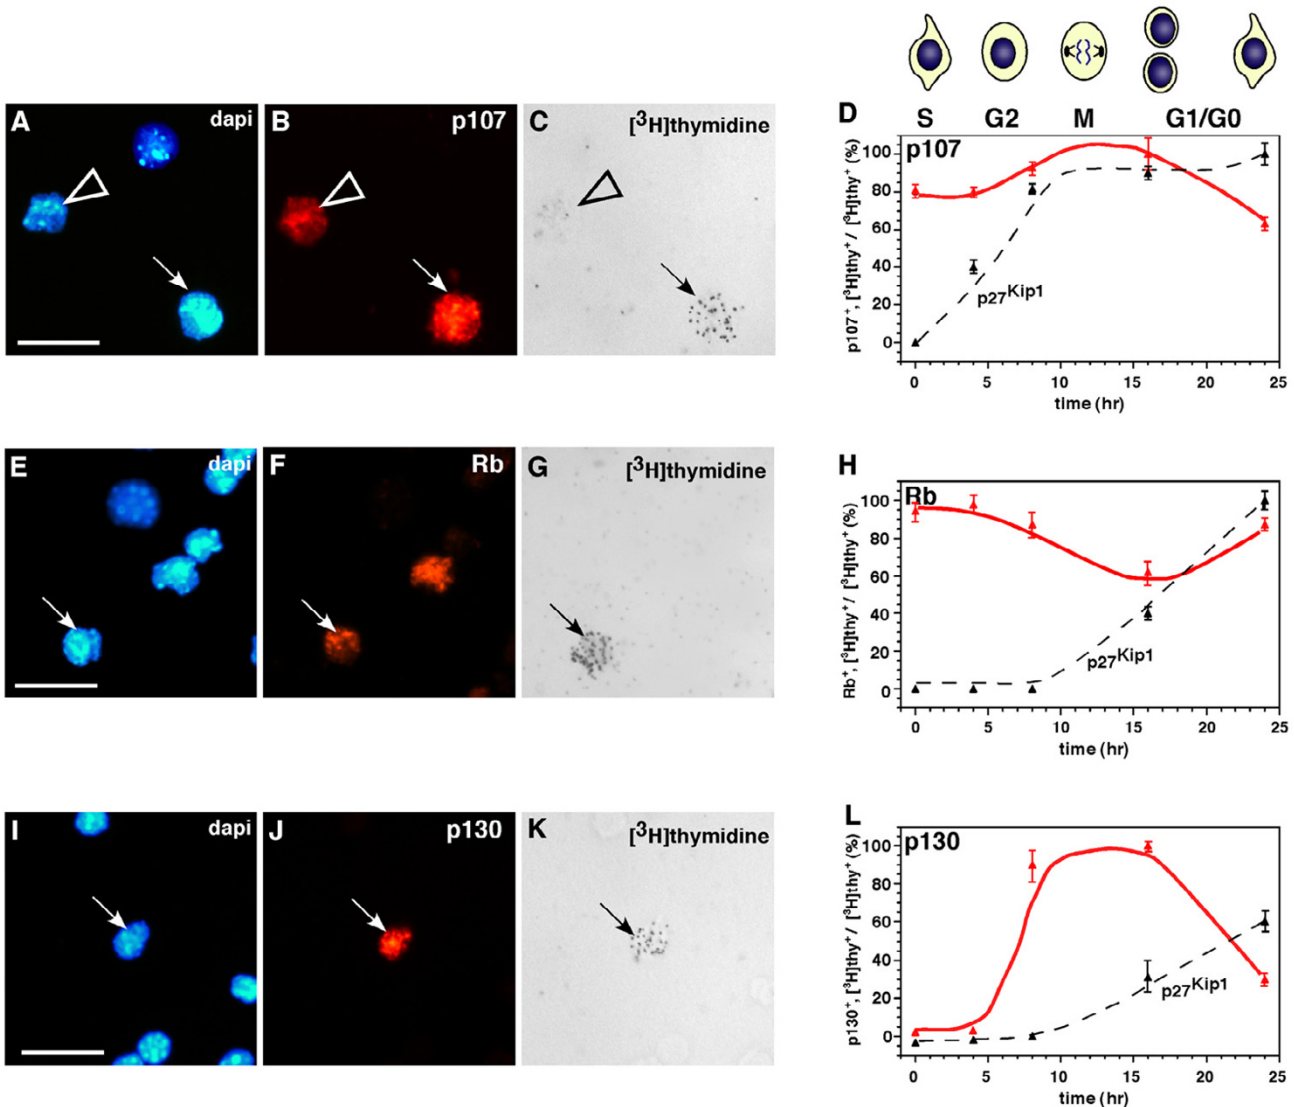 A dapi
B p107
C [³H]thymidine
D
S G2 M G1/G0
p107
p107⁺, [³H]thy⁺ / [³H]thy⁺ (%)
100
80
60
40
20
0
p27Kip1
0 5 10 15 20 25
time (hr)
E dapi
F Rb
G [³H]thymidine
H
Rb
Rb⁺, [³H]thy⁺ / [³H]thy⁺ (%)
100
80
60
40
20
0
p27Kip1
0 5 10 15 20 25
time (hr)
I dapi
J p130
K [³H]thymidine
L
p130
p130⁺, [³H]thy⁺ / [³H]thy⁺ (%)
100
80
60
40
20
0
p27Kip1
0 5 10 15 20 25
time (hr)